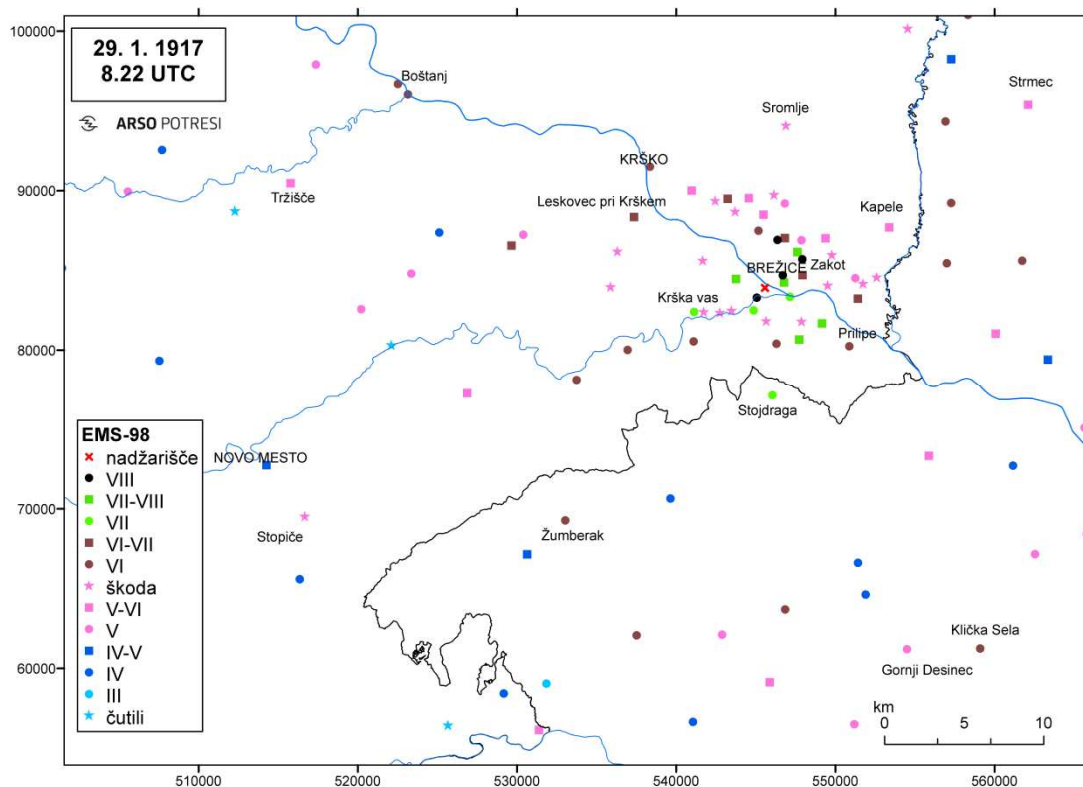 29. 1. 1917
8.22 UTC
ARSO POTRESI
100000
90000
80000
70000
60000
510000
520000
530000
540000
550000
560000
Boštanj
Strmec
Sromlje
KRŠKO
Tržišče
Leskovec pri Krškem
Kapele
BREŽICE
Zakot
Krška vas
Prilipe
Stojdraga
NOVO MESTO
Stopiče
Žumberak
Klička Sela
Gornji Desinec
EMS-98
nadžarišče
VIII
VII-VIII
VII
VI-VII
VI
škoda
V-VI
V
IV-V
IV
III
čutili
km
0 5 10